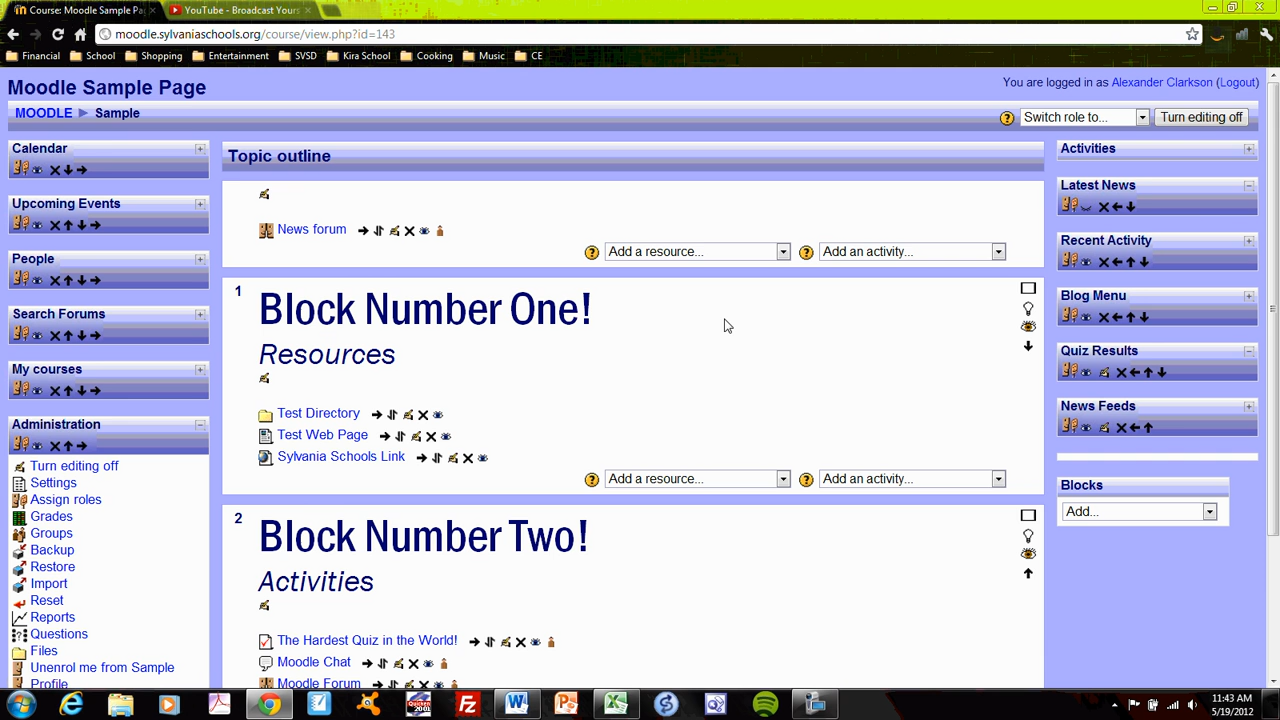 Course: Moodle Sample Pa
YouTube - Broadcast Yours
moodle.sylvaniaschools.org/course/view.php?id=143
Financial School Shopping Entertainment SVSD Kira School Cooking Music CE
Moodle Sample Page
You are logged in as Alexander Clarkson (Logout)
MOODLE ► Sample
Switch role to...
Turn editing off
Calendar
Upcoming Events
People
Search Forums
My courses
Administration
Turn editing off
Settings
Assign roles
Grades
Groups
Backup
Restore
Import
Reset
Reports
Questions
Files
Unenrol me from Sample
Profile
Topic outline
News forum
Add a resource... Add an activity...
1
Block Number One!
Resources
Test Directory
Test Web Page
Sylvania Schools Link
Add a resource... Add an activity...
2
Block Number Two!
Activities
The Hardest Quiz in the World!
Moodle Chat
Moodle Forum
Activities
Latest News
Recent Activity
Blog Menu
Quiz Results
News Feeds
Blocks
Add...
11:43 AM
5/19/2012